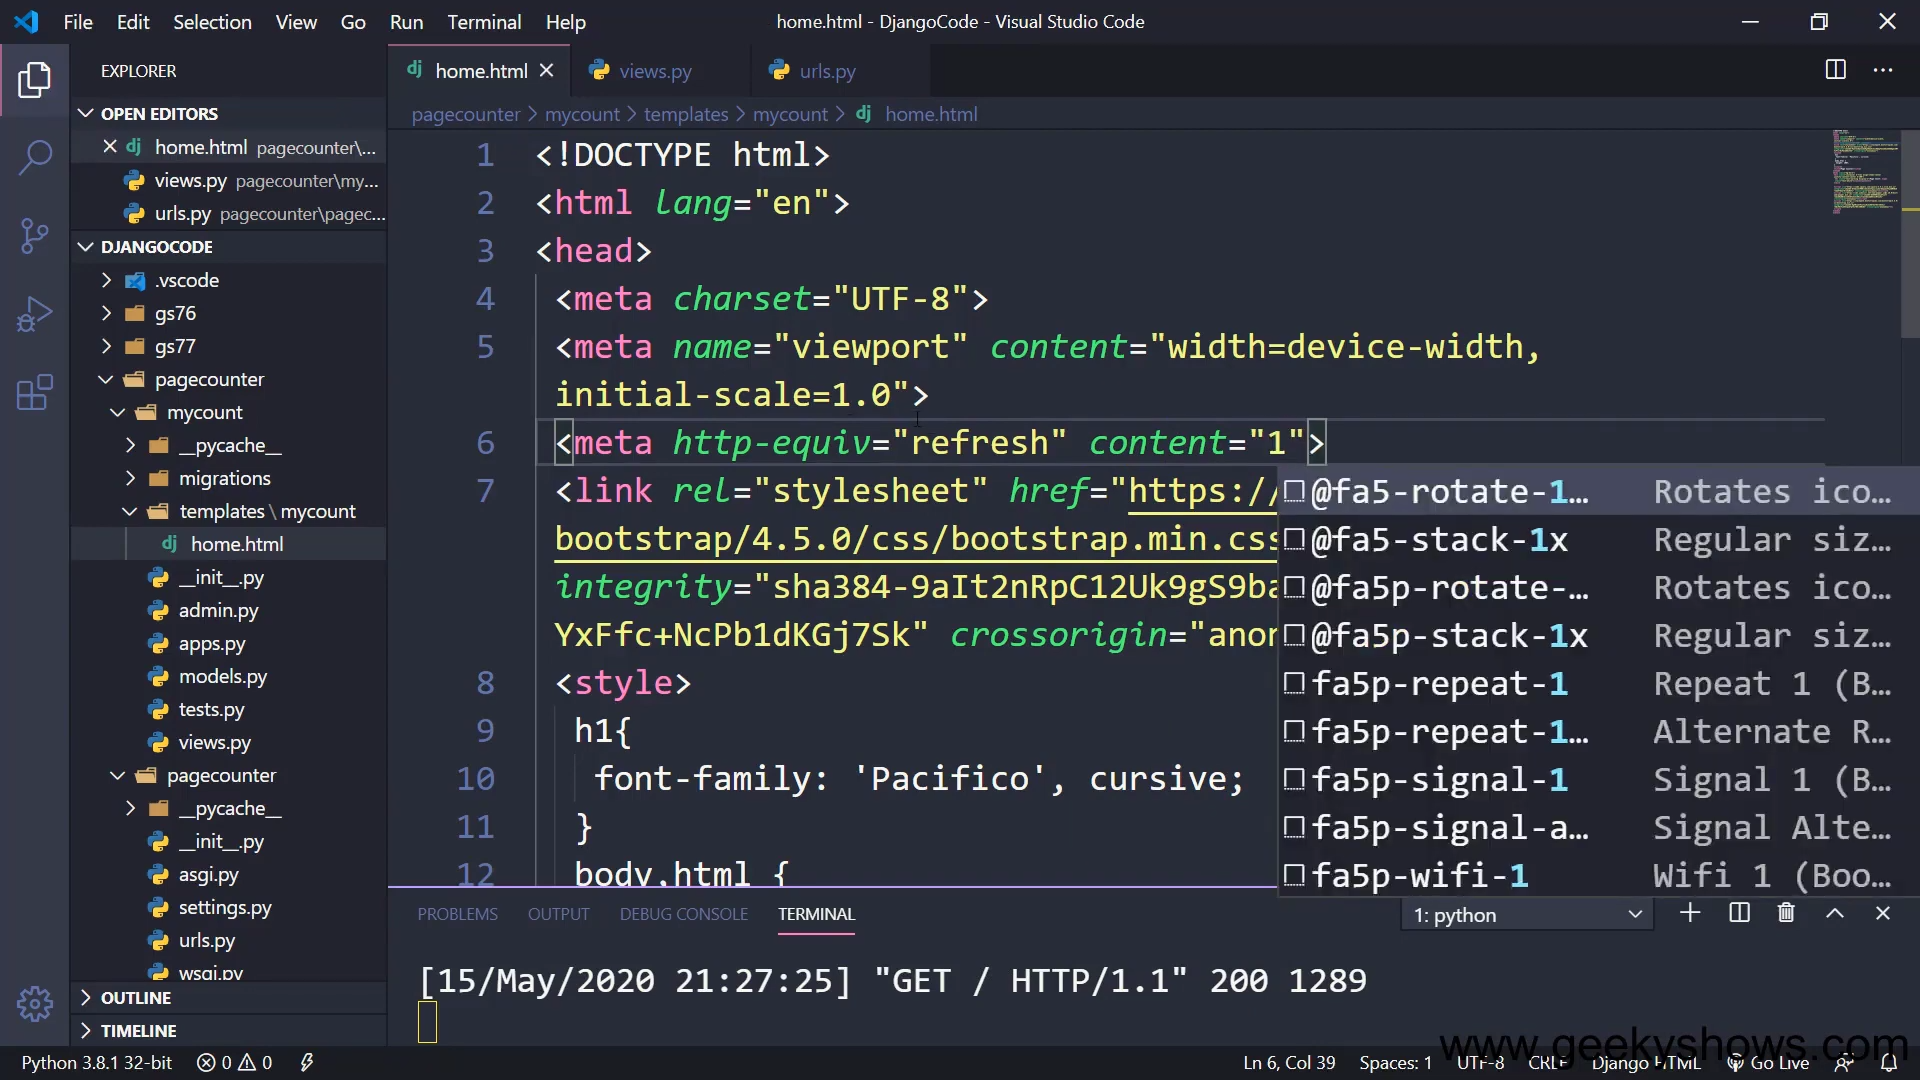 File Edit Selection View Go Run Terminal Help
home.html - DjangoCode - Visual Studio Code
EXPLORER
OPEN EDITORS
home.html pagecounter\...
views.py pagecounter\my...
urls.py pagecounter\pagec...
DJANGOCODE
.vscode
gs76
gs77
pagecounter
mycount
__pycache__
migrations
templates \ mycount
home.html
__init__.py
admin.py
apps.py
models.py
tests.py
views.py
pagecounter
__pycache__
__init__.py
asgi.py
settings.py
urls.py
wsgi.py
OUTLINE
TIMELINE
home.html views.py urls.py
pagecounter > mycount > templates > mycount > home.html
1 <!DOCTYPE html>
2 <html lang="en">
3 <head>
4 <meta charset="UTF-8">
5 <meta name="viewport" content="width=device-width,
initial-scale=1.0">
6 <meta http-equiv="refresh" content="1">
7 <link rel="stylesheet" href="https:/
bootstrap/4.5.0/css/bootstrap.min.css
integrity="sha384-9aIt2nRpC12Uk9gS9ba
YxFfc+NcPb1dKGj7Sk" crossorigin="anon
8 <style>
9 h1{
10 font-family: 'Pacifico', cursive;
11 }
12 body,html {
@fa5-rotate-1... Rotates ico...
@fa5-stack-1x Regular siz...
@fa5p-rotate-... Rotates ico...
@fa5p-stack-1x Regular siz...
fa5p-repeat-1 Repeat 1 (B...
fa5p-repeat-1... Alternate R...
fa5p-signal-1 Signal 1 (B...
fa5p-signal-a... Signal Alte...
fa5p-wifi-1 Wifi 1 (Boo...
PROBLEMS OUTPUT DEBUG CONSOLE TERMINAL
1: python
[15/May/2020 21:27:25] "GET / HTTP/1.1" 200 1289
www.geekyshows.com
Python 3.8.1 32-bit 0 0 Ln 6, Col 39 Spaces: 1 UTF-8 CRLF Django HTML Go Live